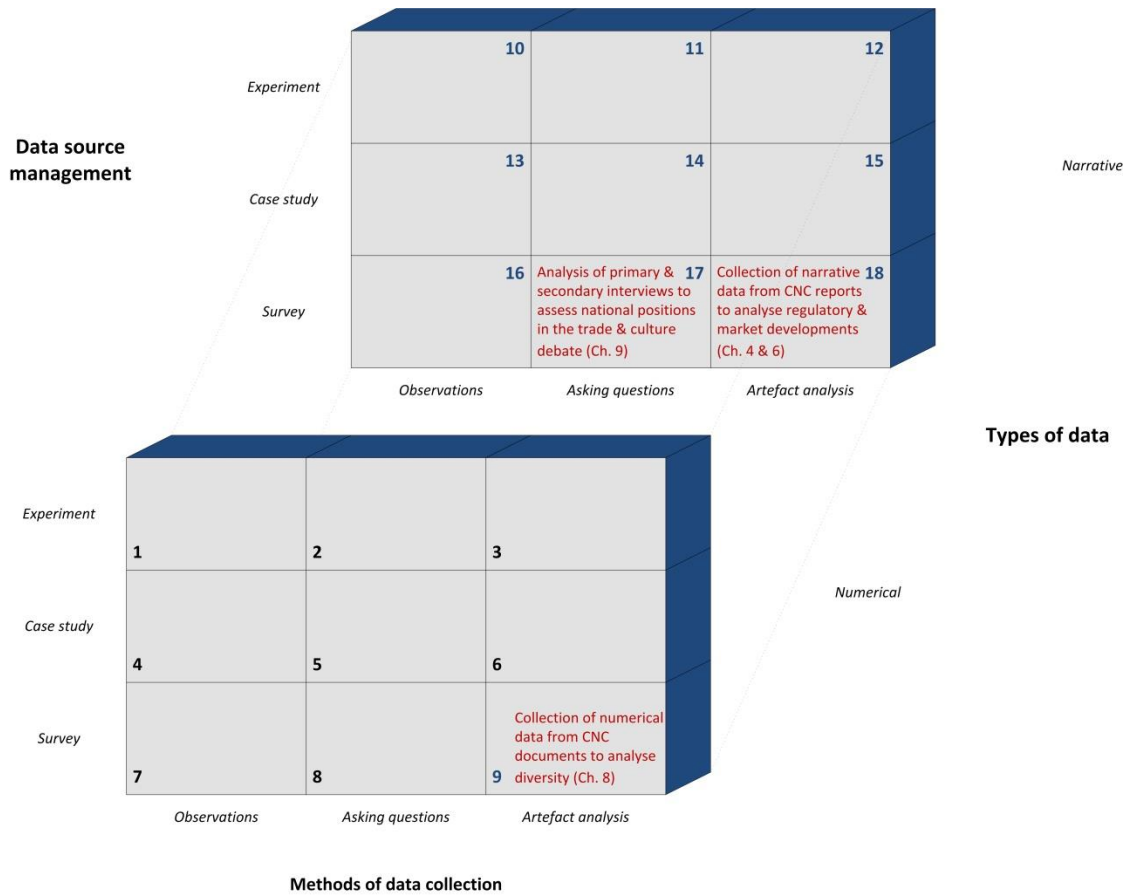 10
11
12
Experiment
Data source
management
13
14
15
Narrative
Case study
16
Analysis of primary & 17
secondary interviews to
assess national positions
in the trade & culture
debate (Ch. 9)
Collection of narrative 18
data from CNC reports
to analyse regulatory &
market developments
(Ch. 4 & 6)
Survey
Observations
Asking questions
Artefact analysis
Types of data
Experiment
1
2
3
Numerical
Case study
4
5
6
Survey
Collection of numerical
data from CNC
documents to analyse
diversity (Ch. 8)
7
8
9
Observations
Asking questions
Artefact analysis
Methods of data collection